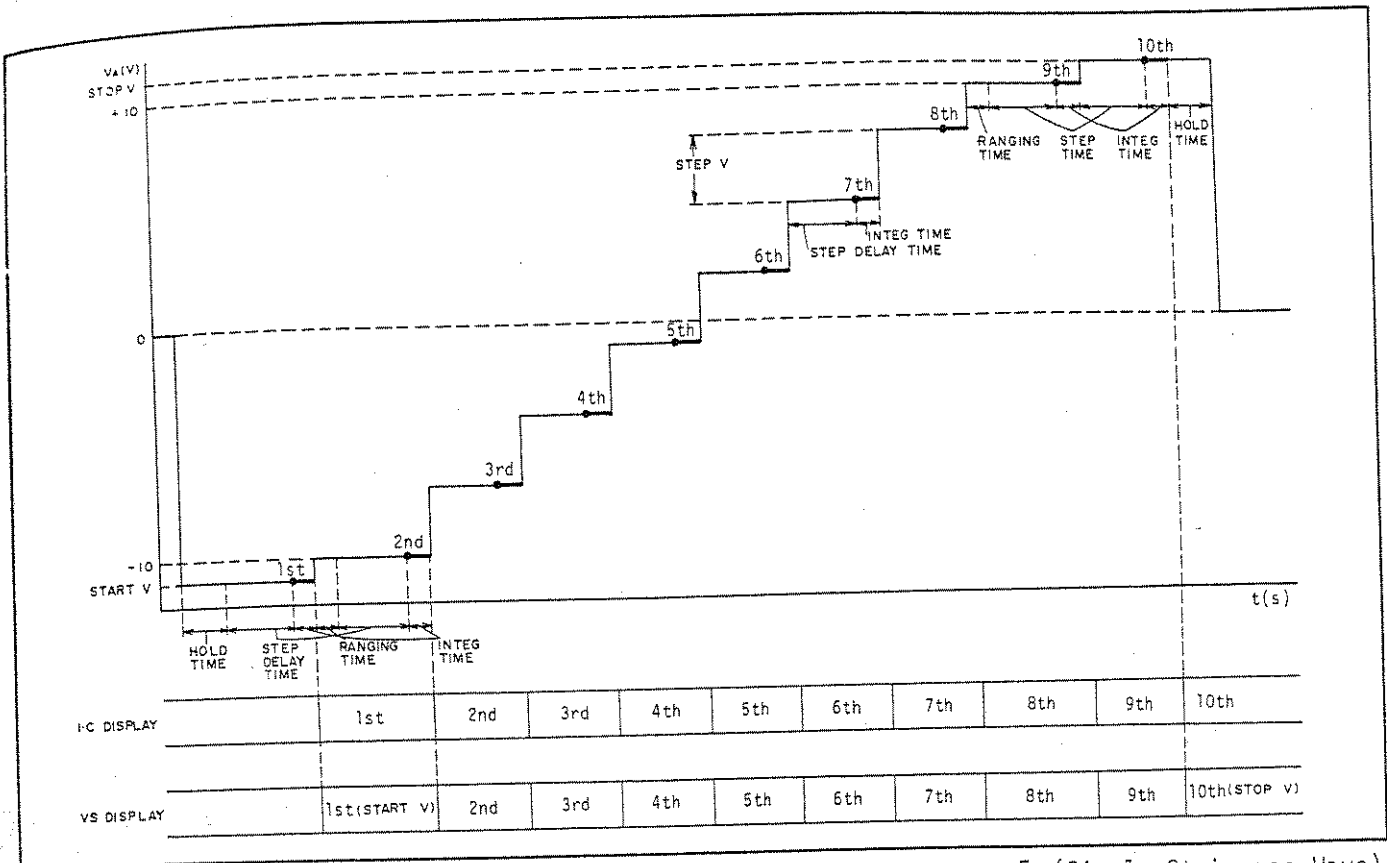 VA(V)
STOP V
+10
10th
9th
8th
RANGING TIME
STEP TIME
INTEG TIME
HOLD TIME
STEP V
7th
INTEG TIME
STEP DELAY TIME
6th
0
5th
4th
3rd
2nd
-10
1st
START V
t(s)
HOLD TIME
STEP DELAY TIME
RANGING TIME
INTEG TIME
I-C DISPLAY 1st 2nd 3rd 4th 5th 6th 7th 8th 9th 10th
VS DISPLAY 1st(START V) 2nd 3rd 4th 5th 6th 7th 8th 9th 10th(STOP V)